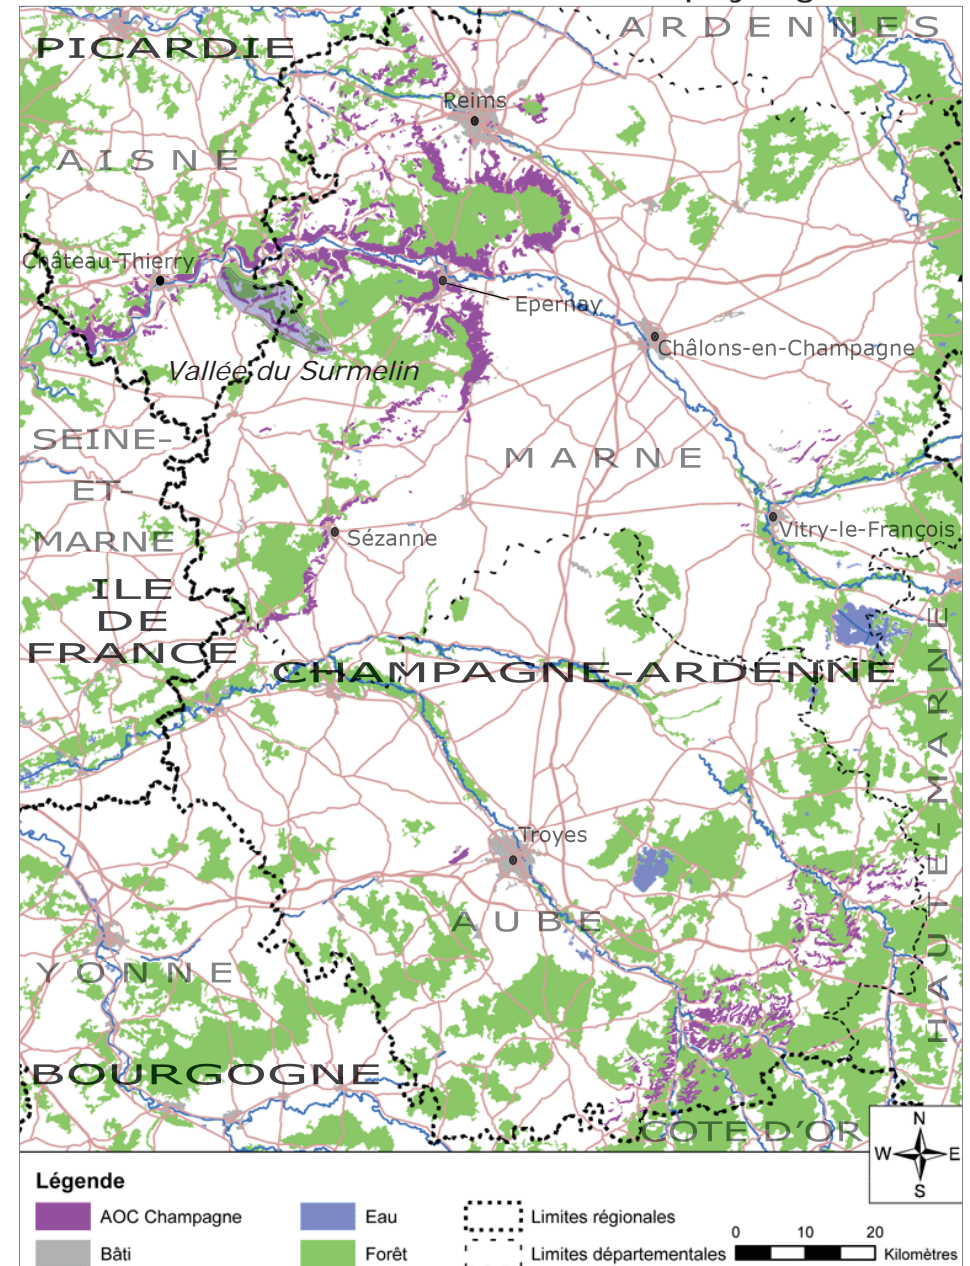 ARDENNES
PICARDIE
Reims
AISNE
Château-Thierry
Epernay
Châlons-en-Champagne
Vallée du Surmelin
SEINE-
ET-
MARNE
MARNE
Vitry-le-François
Sézanne
ILE
DE
FRANCE
CHAMPAGNE-ARDENNE
HAUTE-MARNE
Troyes
AUBE
YONNE
BOURGOGNE
COTE D'OR
N
W E
S
Légende
AOC Champagne
Eau
Limites régionales
0 10 20
Bâti
Forêt
Limites départementales
Kilomètres